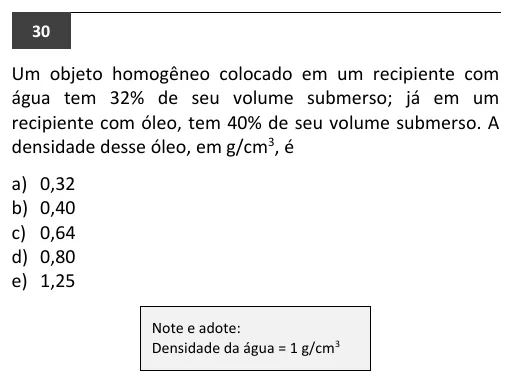 30
Um objeto homogêneo colocado em um recipiente com
água tem 32% de seu volume submerso; já em um
recipiente com óleo, tem 40% de seu volume submerso. A
densidade desse óleo, em g/cm³, é
a) 0,32
b) 0,40
c) 0,64
d) 0,80
e) 1,25
Note e adote:
Densidade da água = 1 g/cm³